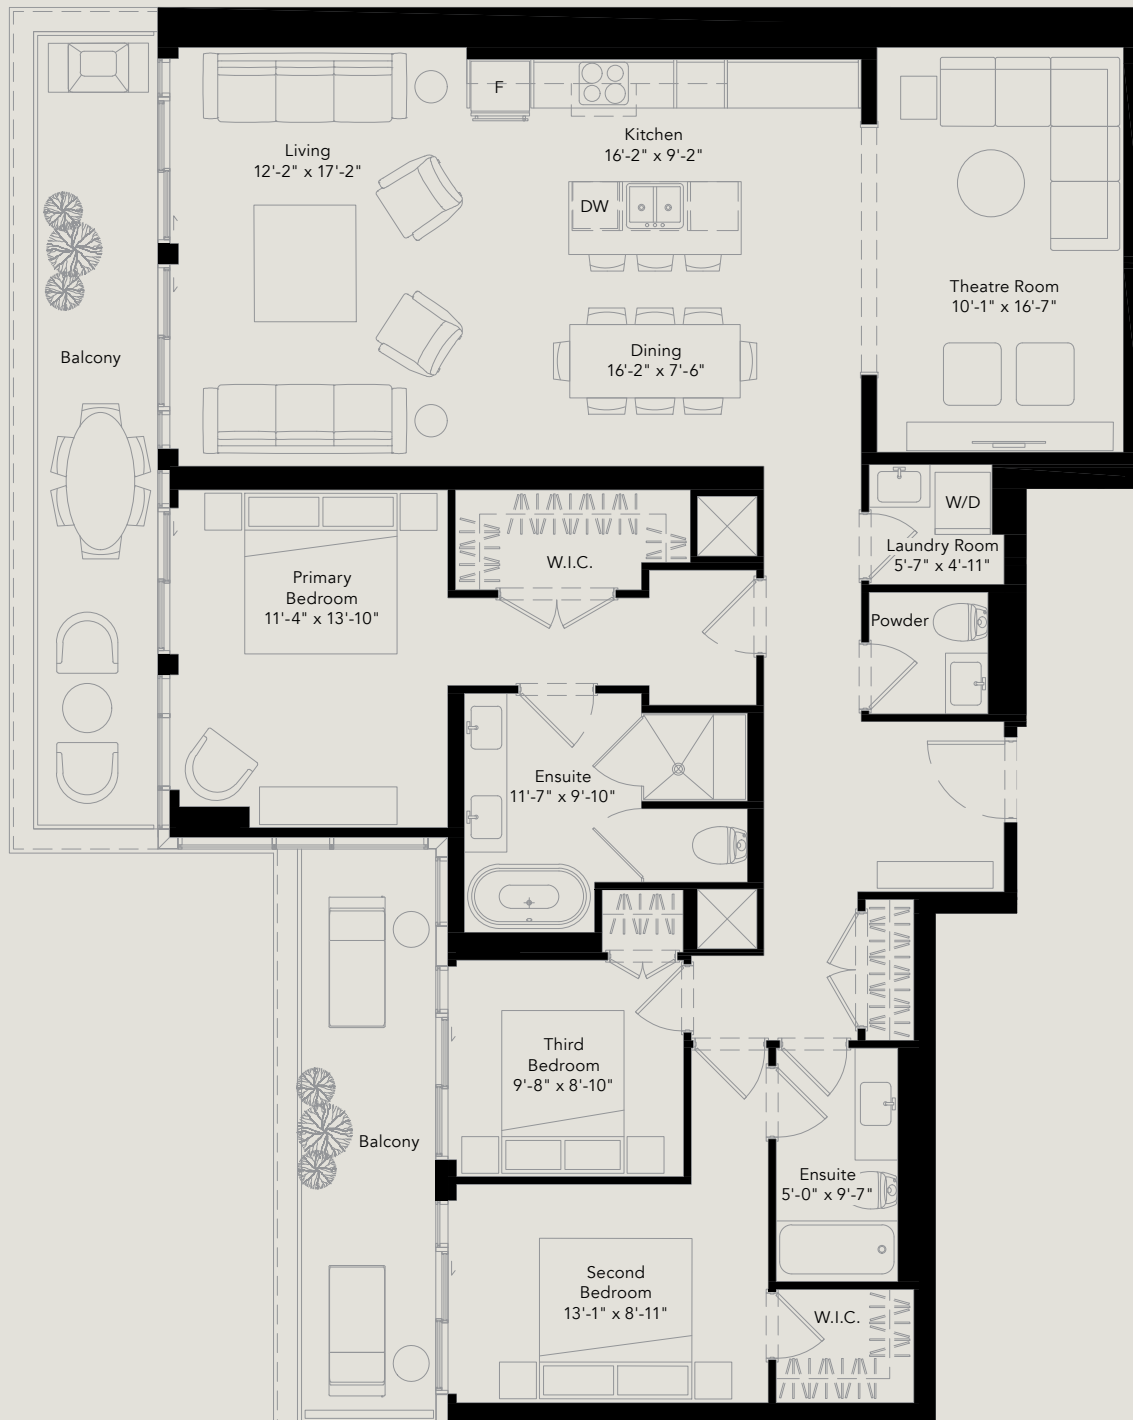 F
Living
12'-2" x 17'-2"
Kitchen
16'-2" x 9'-2"
DW
Theatre Room
10'-1" x 16'-7"
Balcony
Dining
16'-2" x 7'-6"
W/D
Laundry Room
5'-7" x 4'-11"
W.I.C.
Primary
Bedroom
11'-4" x 13'-10"
Powder
Ensuite
11'-7" x 9'-10"
Third
Bedroom
9'-8" x 8'-10"
Balcony
Ensuite
5'-0" x 9'-7"
Second
Bedroom
13'-1" x 8'-11"
W.I.C.